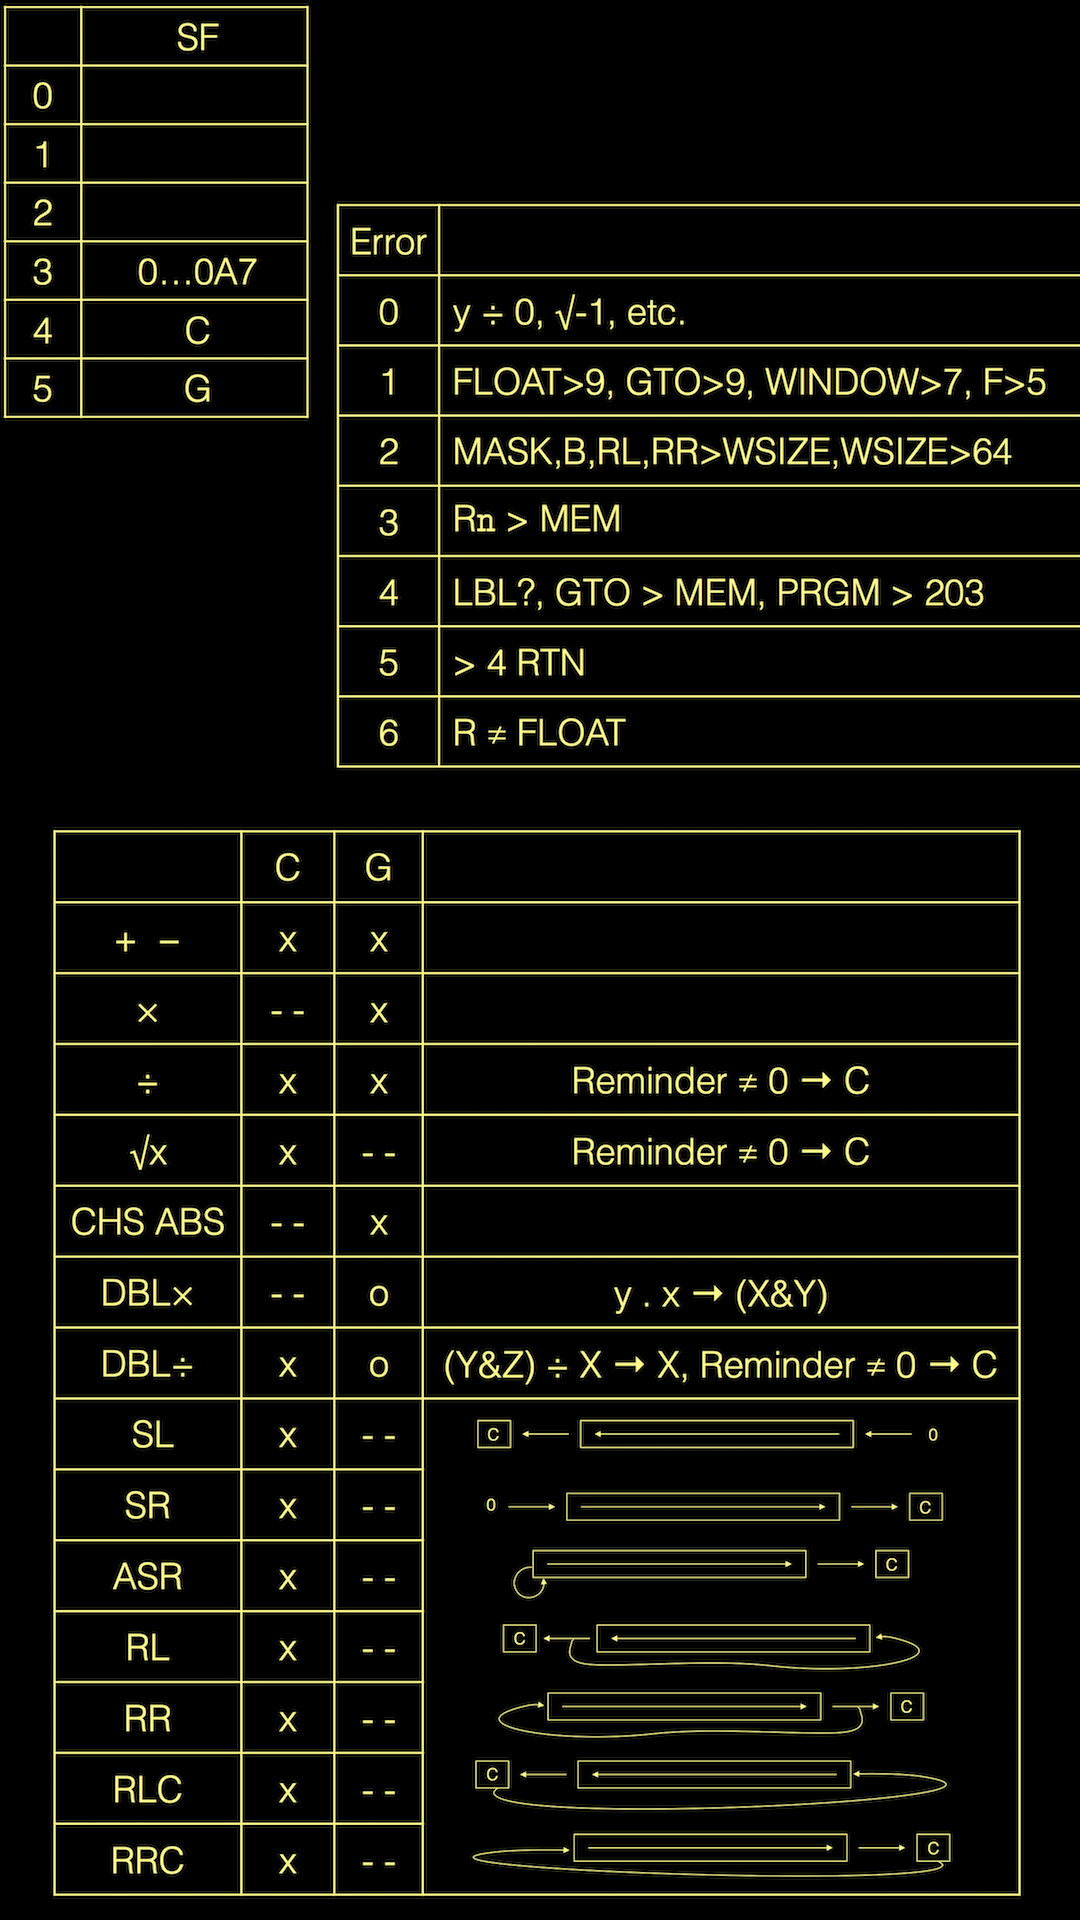 SF
0
1
2
3 0...0A7
4 C
5 G
Error
0 y ÷ 0, √-1, etc.
1 FLOAT>9, GTO>9, WINDOW>7, F>5
2 MASK,B,RL,RR>WSIZE,WSIZE>64
3 Rn > MEM
4 LBL?, GTO > MEM, PRGM > 203
5 > 4 RTN
6 R ≠ FLOAT
C G
+ − x x
× -- x
÷ x x Reminder ≠ 0 → C
√x x -- Reminder ≠ 0 → C
CHS ABS -- x
DBL× -- o y . x → (X&Y)
DBL÷ x o (Y&Z) ÷ X → X, Reminder ≠ 0 → C
SL x -- C 0
SR x -- 0 C
ASR x -- C
RL x -- C
RR x -- C
RLC x -- C
RRC x -- C